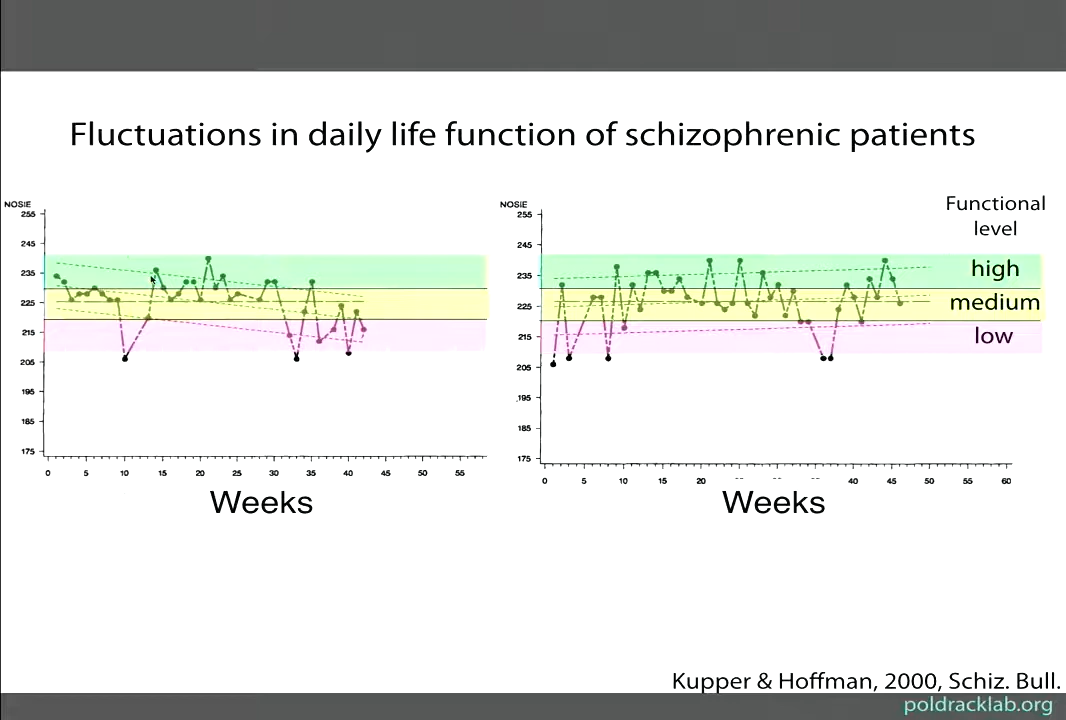 Fluctuations in daily life function of schizophrenic patients
NOSIE
255
245
235
225
215
205
195
185
175
0 5 10 15 20 25 30 35 40 45 50 55
Weeks
NOSIE
255
245
235
225
215
205
195
185
175
0 5 10 15 20 40 45 50 55 60
Weeks
Functional
level
high
medium
low
Kupper & Hoffman, 2000, Schiz. Bull.
poldracklab.org